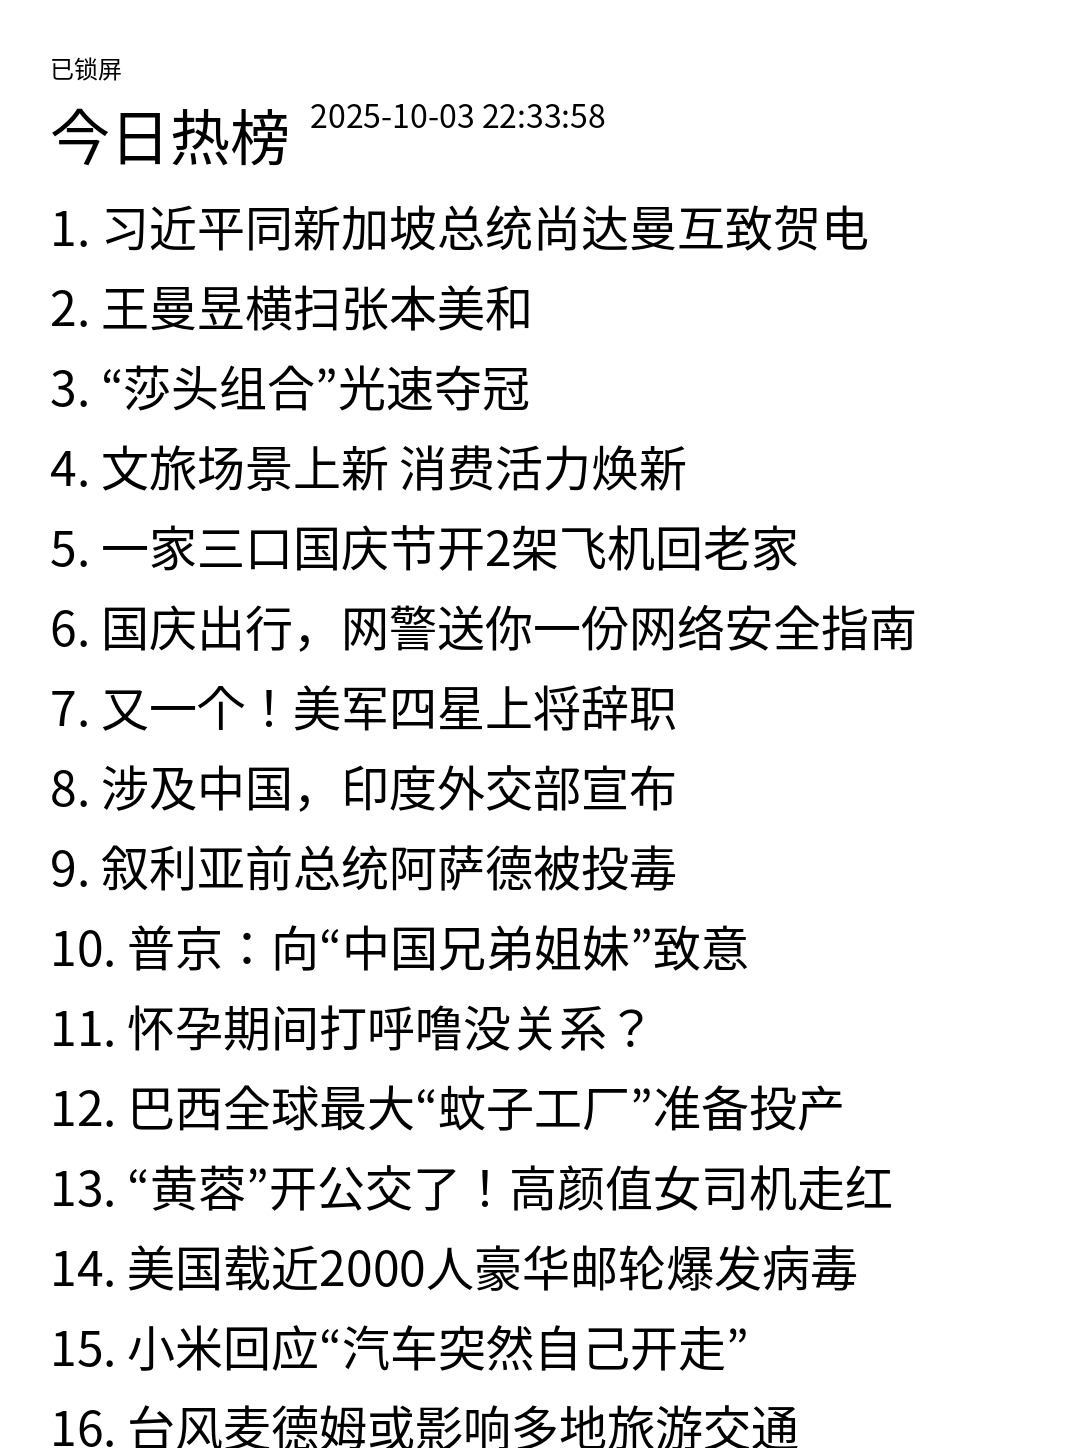 已锁屏
今日热榜 2025-10-03 22:33:58
1. 习近平同新加坡总统尚达曼互致贺电
2. 王曼昱横扫张本美和
3. “莎头组合”光速夺冠
4. 文旅场景上新 消费活力焕新
5. 一家三口国庆节开2架飞机回老家
6. 国庆出行，网警送你一份网络安全指南
7. 又一个！美军四星上将辞职
8. 涉及中国，印度外交部宣布
9. 叙利亚前总统阿萨德被投毒
10. 普京：向“中国兄弟姐妹”致意
11. 怀孕期间打呼噜没关系？
12. 巴西全球最大“蚊子工厂”准备投产
13. “黄蓉”开公交了！高颜值女司机走红
14. 美国载近2000人豪华邮轮爆发病毒
15. 小米回应“汽车突然自己开走”
16. 台风麦德姆或影响多地旅游交通